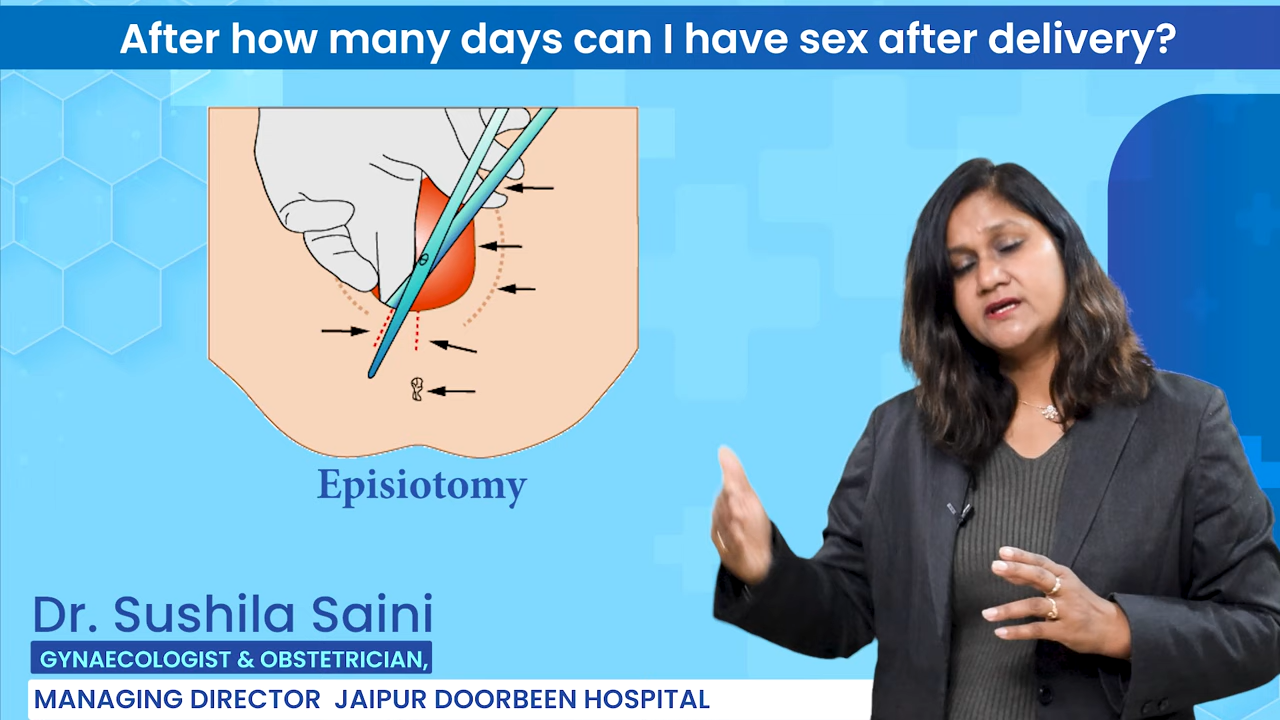 After how many days can I have sex after delivery?
Episiotomy
Dr. Sushila Saini
GYNAECOLOGIST & OBSTETRICIAN,
MANAGING DIRECTOR JAIPUR DOORBEEN HOSPITAL